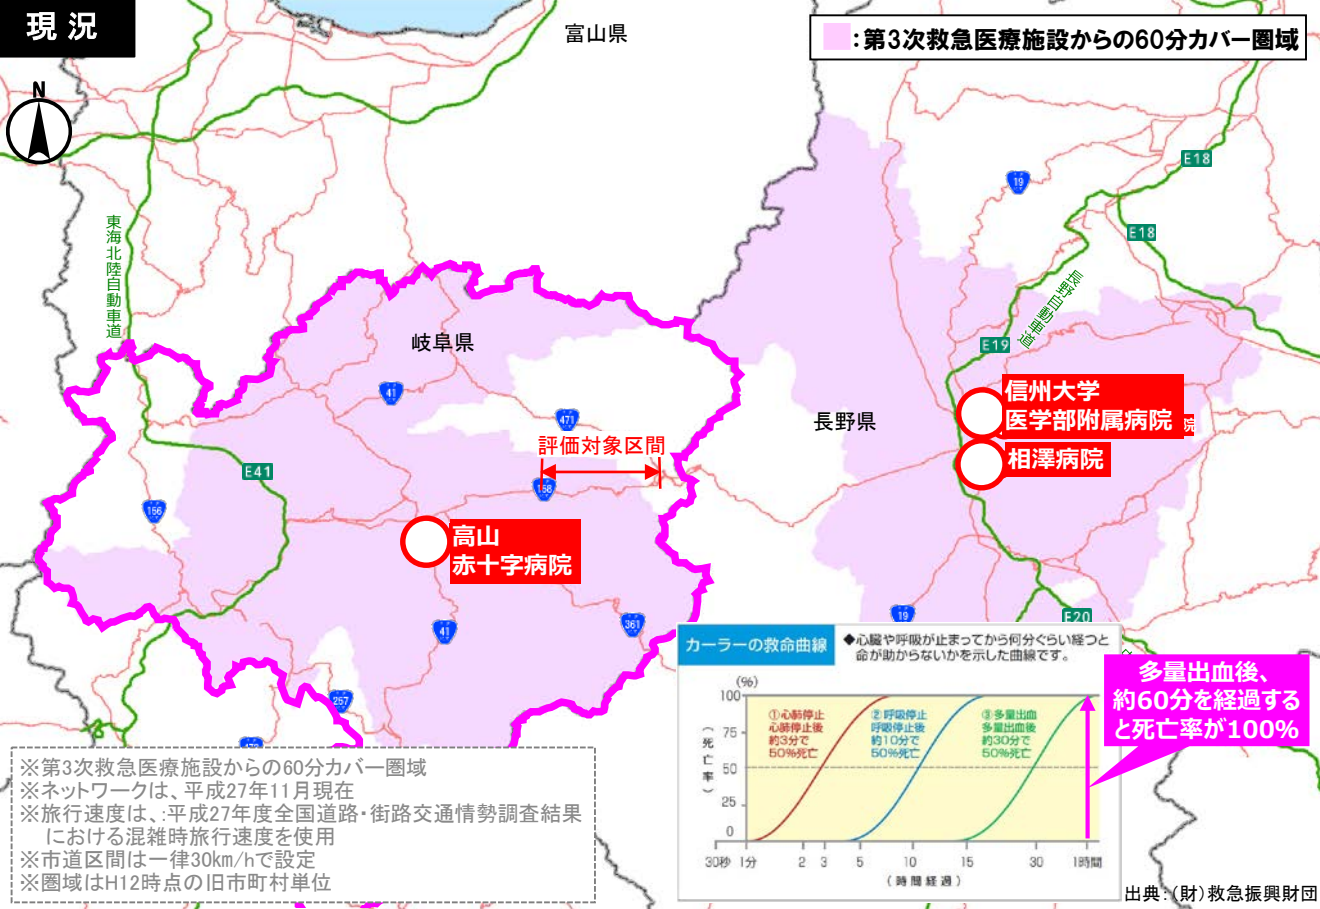 現況
富山県
:第3次救急医療施設からの60分カバー圏域
N
E18
19
E18
東海北陸自動車道
長野自動車道
岐阜県
E19
41
信州大学
医学部附属病院
院
471
長野県
評価対象区間
相澤病院
E41
158
156
高山
赤十字病院
19
E20
41
361
257
カーラーの救命曲線
◆心臓や呼吸が止まってから何分ぐらい経つと
命が助からないかを示した曲線です。
多量出血後、
約60分を経過する
と死亡率が100%
(%)
100
75
50
25
0
(死亡率)
①心肺停止
心肺停止後
約3分で
50%死亡
②呼吸停止
呼吸停止後
約10分で
50%死亡
③多量出血
多量出血後
約30分で
50%死亡
30秒 1分 2 3 5 10 15 30 1時間
(時間経過)
※第3次救急医療施設からの60分カバー圏域
※ネットワークは、平成27年11月現在
※旅行速度は、:平成27年度全国道路・街路交通情勢調査結果
における混雑時旅行速度を使用
※市道区間は一律30km/hで設定
※圏域はH12時点の旧市町村単位
出典:(財)救急振興財団